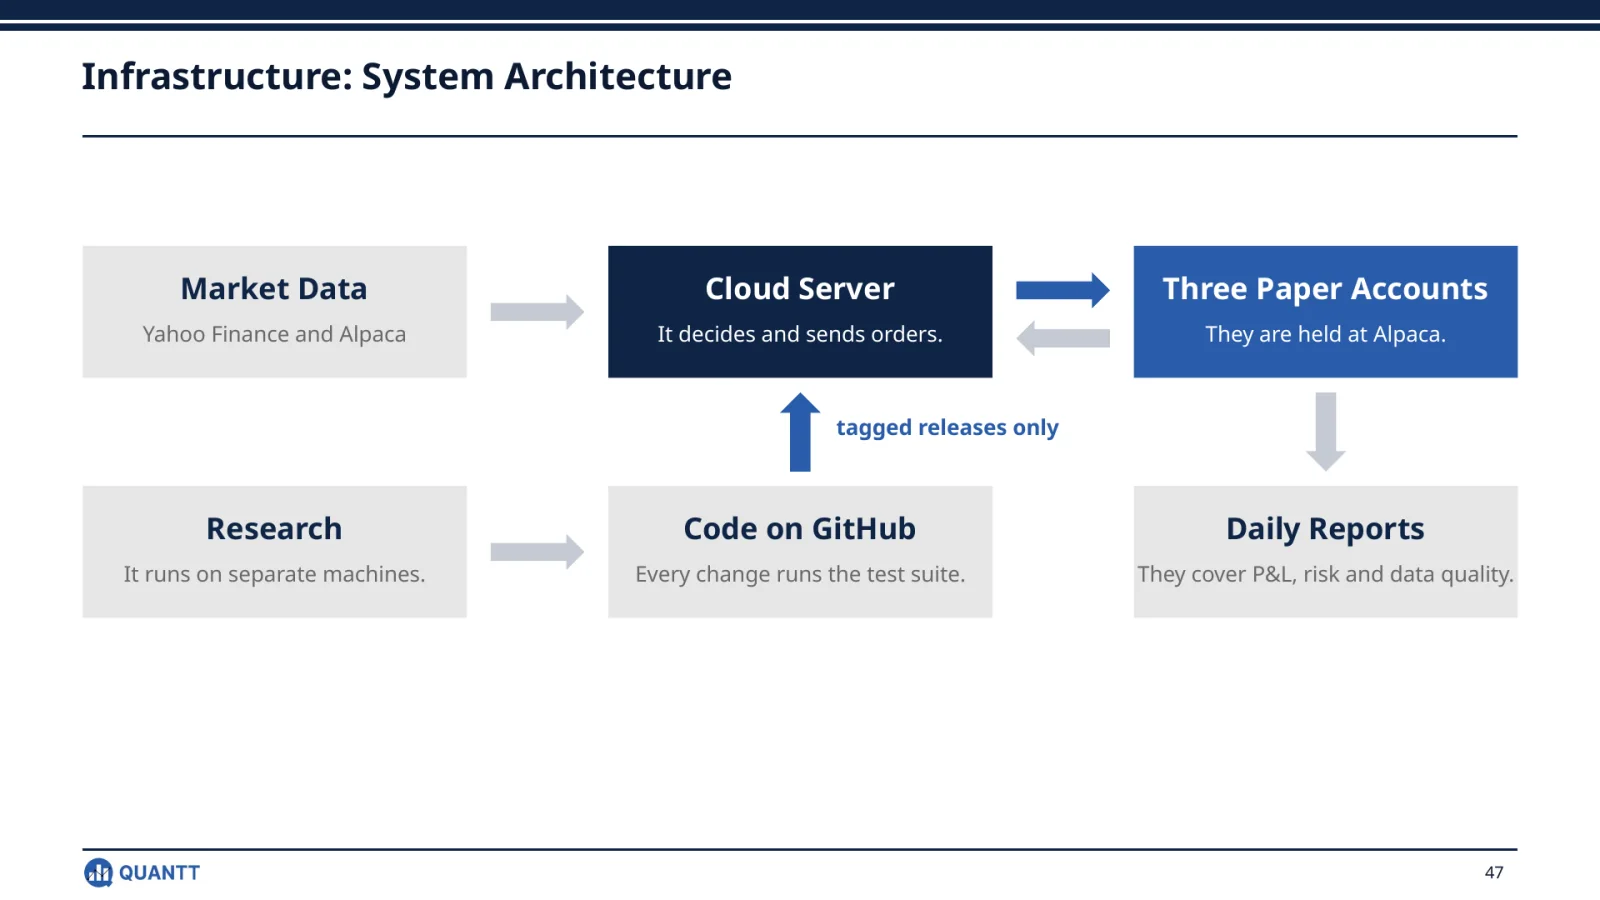 Infrastructure: System Architecture
Market Data
Yahoo Finance and Alpaca
Cloud Server
It decides and sends orders.
Three Paper Accounts
They are held at Alpaca.
tagged releases only
Research
It runs on separate machines.
Code on GitHub
Every change runs the test suite.
Daily Reports
They cover P&L, risk and data quality.
QUANTT
47